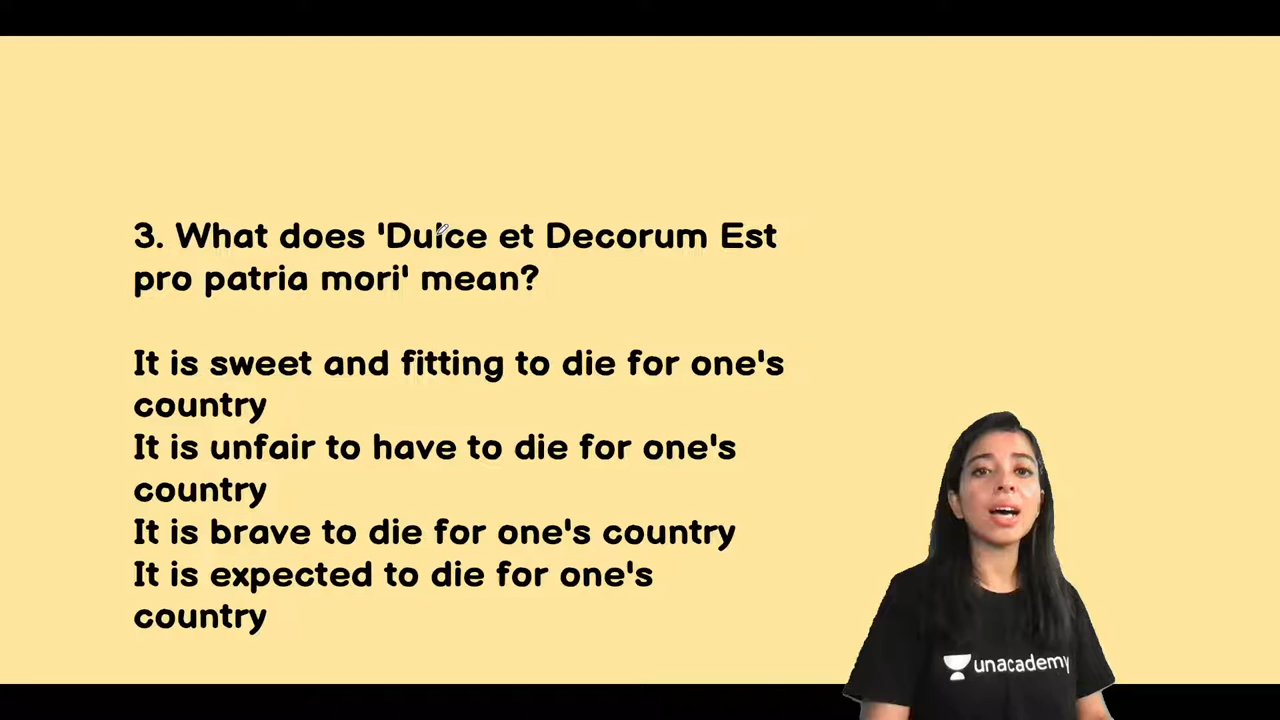 3. What does 'Dulce et Decorum Est
pro patria mori' mean?
It is sweet and fitting to die for one's
country
It is unfair to have to die for one's
country
It is brave to die for one's country
It is expected to die for one's
country
unacademy